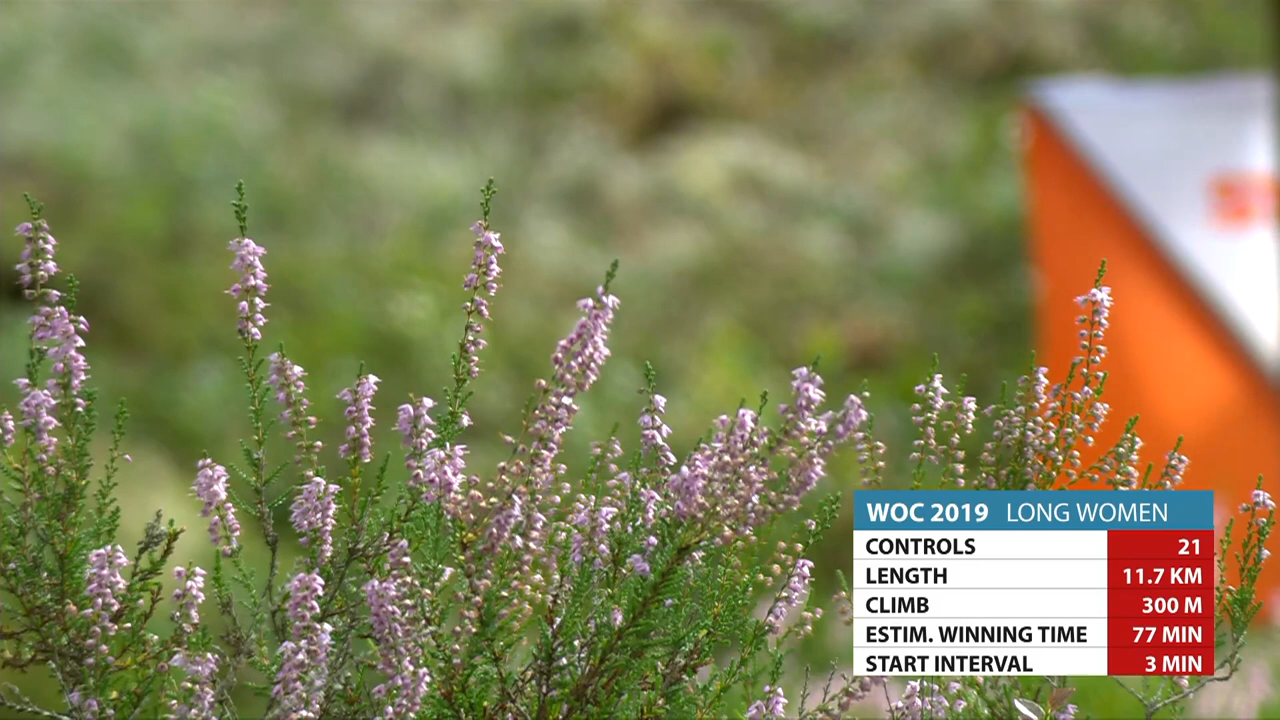 WOC 2019 LONG WOMEN
CONTROLS 21
LENGTH 11.7 KM
CLIMB 300 M
ESTIM. WINNING TIME 77 MIN
START INTERVAL 3 MIN